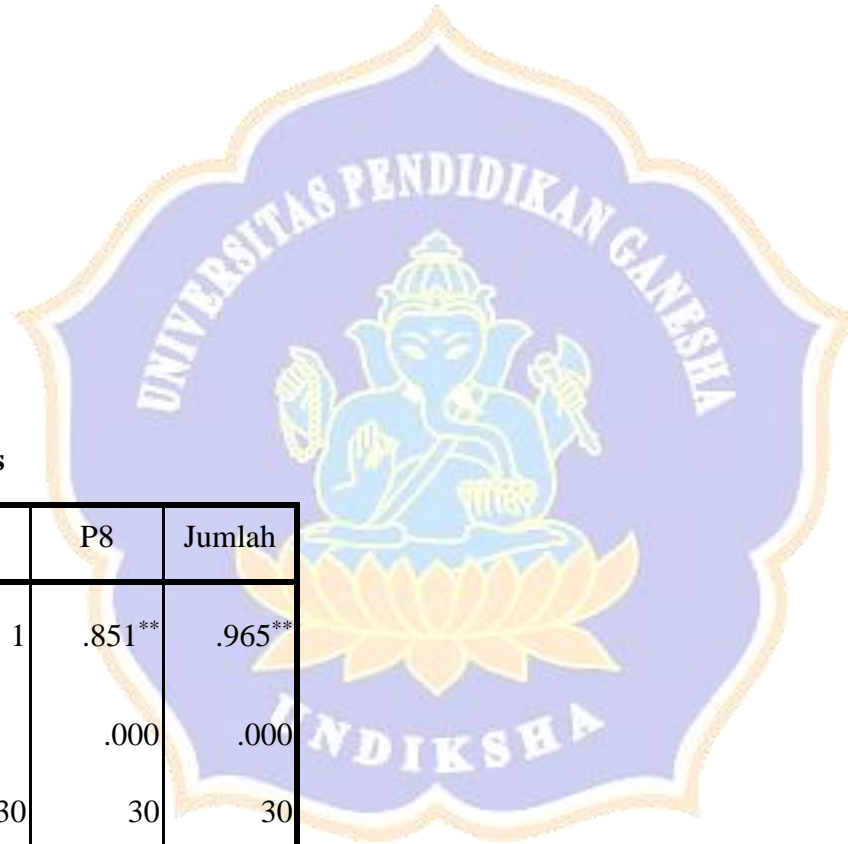 UNIVERSITAS PENDIDIKAN GANESHA
UNDIKSHA
s
P8 Jumlah
1 .851** .965**
.000 .000
30 30 30